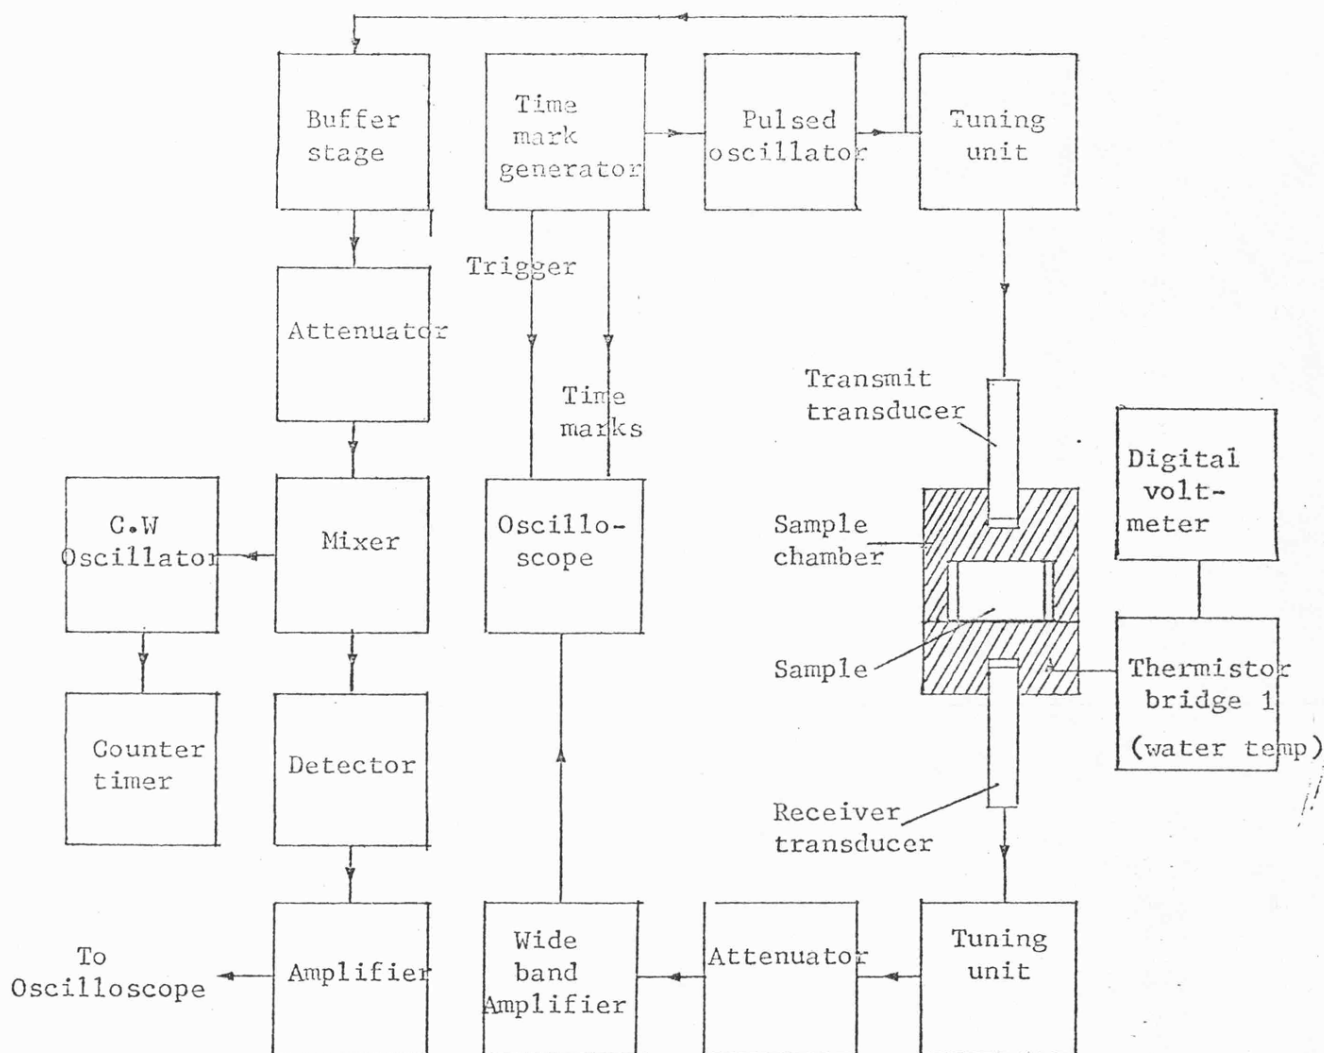 Buffer
stage
Time
mark
generator
Pulsed
oscillator
Tuning
unit
Trigger
Attenuator
Time
marks
Transmit
transducer
Digital
volt-
meter
C.W
Oscillator
Mixer
Oscillo-
scope
Sample
chamber
Sample
Thermistor
bridge 1
(water temp)
Counter
timer
Detector
Receiver
transducer
To
Oscilloscope
Amplifier
Wide
band
Amplifier
Attenuator
Tuning
unit